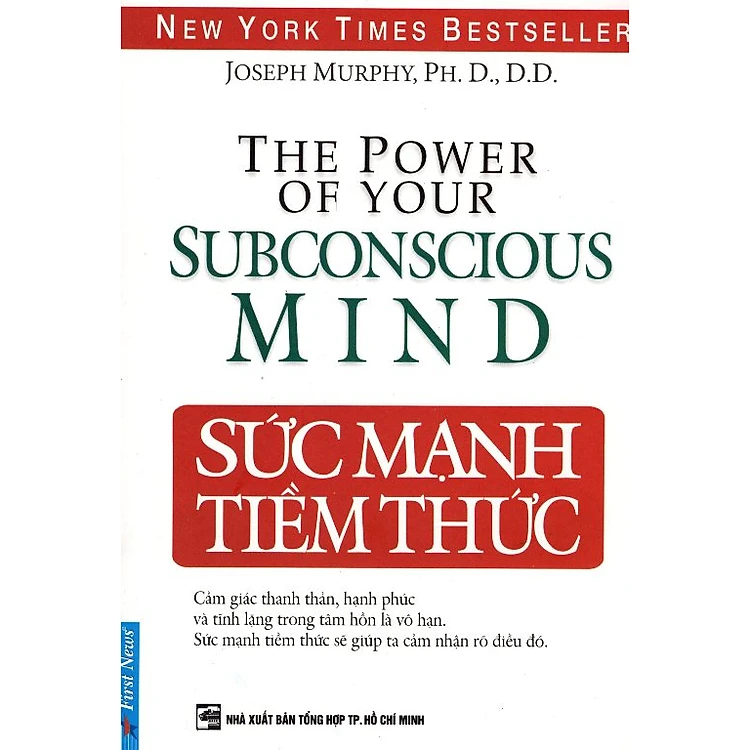 NEW YORK TIMES BESTSELLER
JOSEPH MURPHY, PH. D., D.D.
THE POWER
OF YOUR
SUBCONSCIOUS
MIND
SỨC MẠNH
TIỀM THỨC
Cảm giác thanh thản, hạnh phúc
và tĩnh lặng trong tâm hồn là vô hạn.
Sức mạnh tiềm thức sẽ giúp ta cảm nhận rõ điều đó.
First News
NHÀ XUẤT BẢN TỔNG HỢP TP. HỒ CHÍ MINH